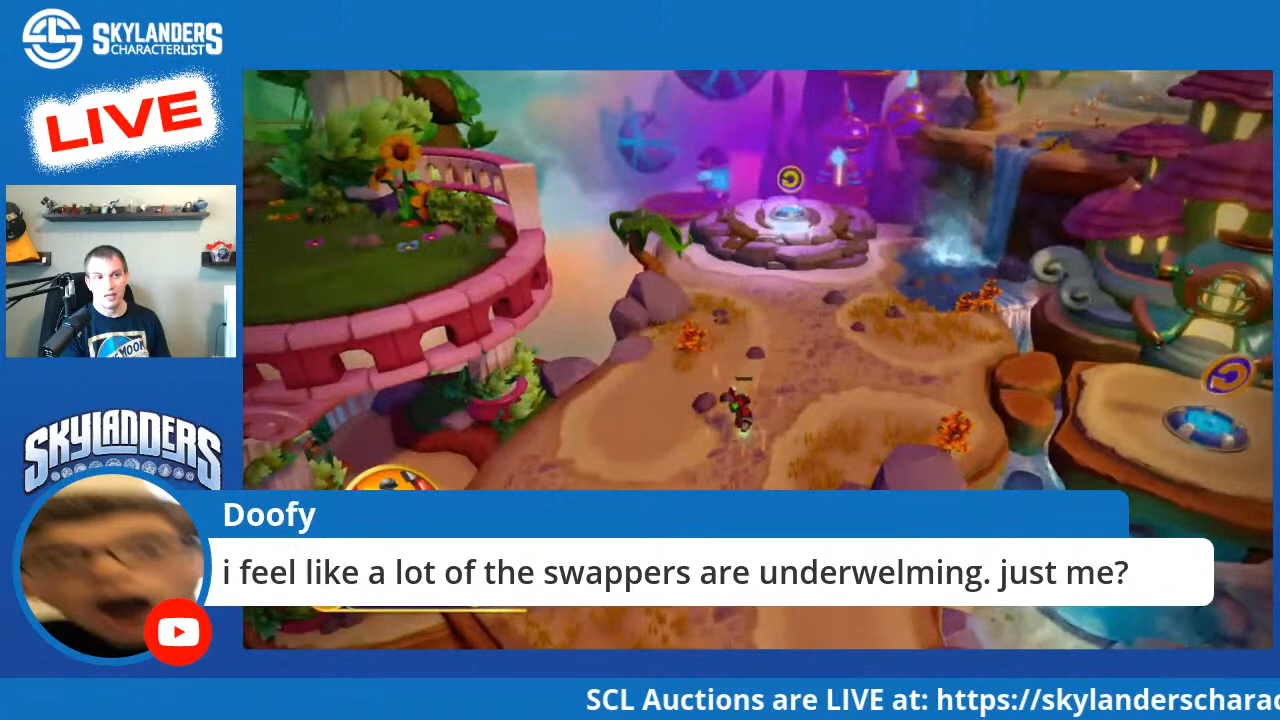 SKYLANDERS
CHARACTERLIST
LIVE
SKYLANDERS
Doofy
i feel like a lot of the swappers are underwelming. just me?
SCL Auctions are LIVE at: https://skylanderscharac